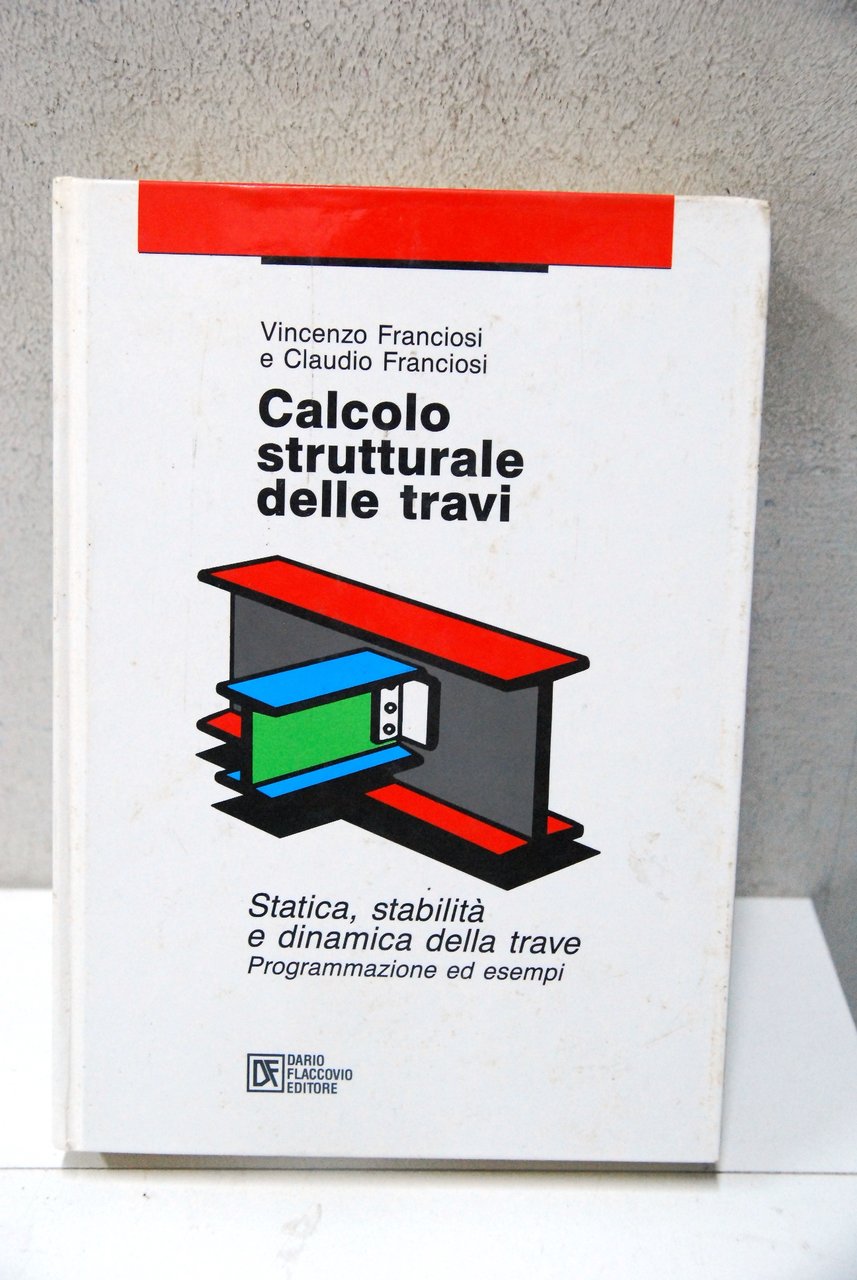 Vincenzo Franciosi
e Claudio Franciosi
Calcolo
strutturale
delle travi
Statica, stabilità
e dinamica della trave
Programmazione ed esempi
DF
DARIO
FLACCOVIO
EDITORE